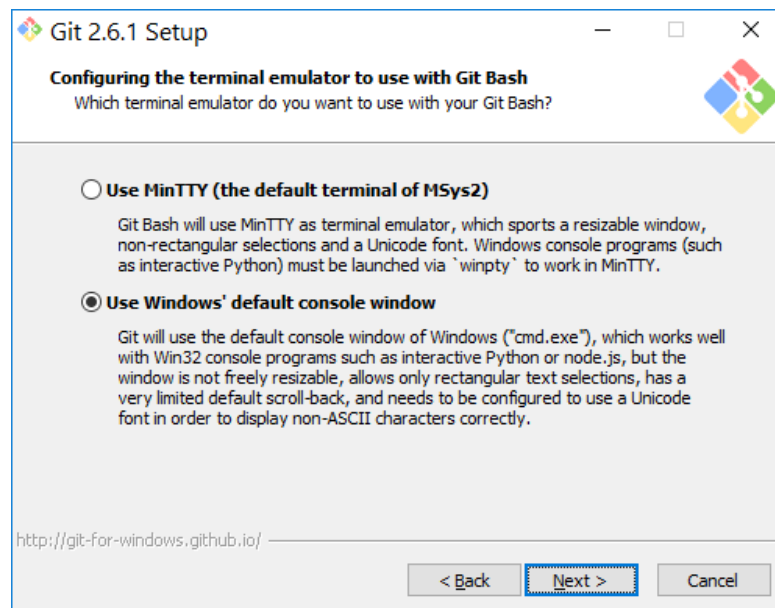 Git 2.6.1 Setup
Configuring the terminal emulator to use with Git Bash
Which terminal emulator do you want to use with your Git Bash?
Use MinTTY (the default terminal of MSys2)
Git Bash will use MinTTY as terminal emulator, which sports a resizable window,
non-rectangular selections and a Unicode font. Windows console programs (such
as interactive Python) must be launched via `winpty` to work in MinTTY.
Use Windows' default console window
Git will use the default console window of Windows ("cmd.exe"), which works well
with Win32 console programs such as interactive Python or node.js, but the
window is not freely resizable, allows only rectangular text selections, has a
very limited default scroll-back, and needs to be configured to use a Unicode
font in order to display non-ASCII characters correctly.
http://git-for-windows.github.io/
< Back Next > Cancel